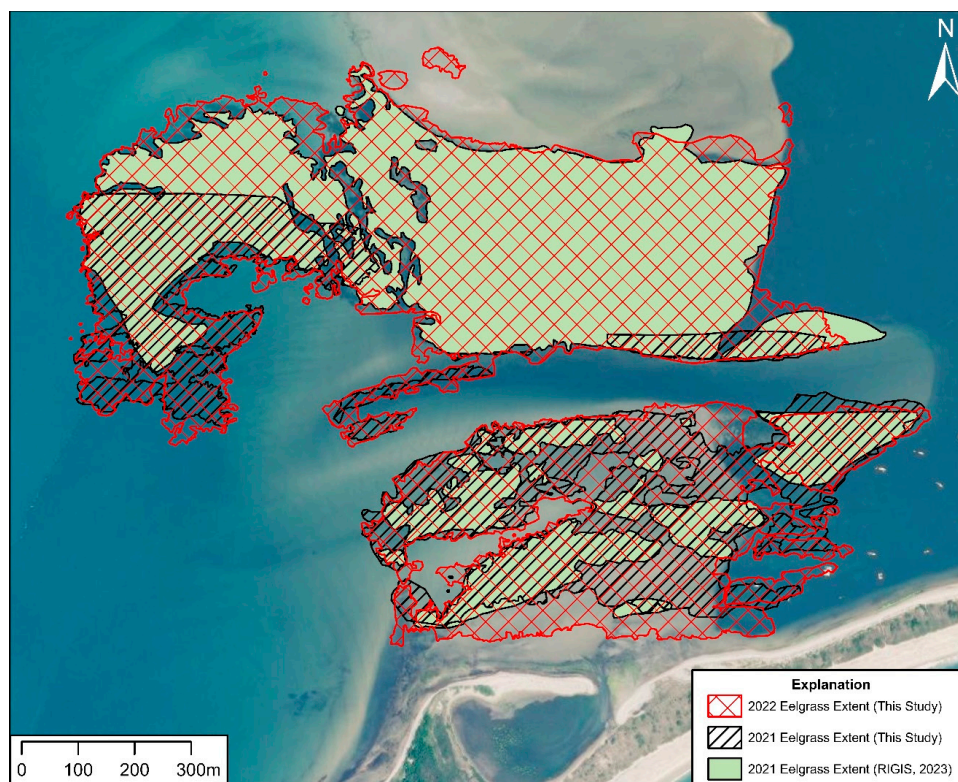 N
Explanation
2022 Eelgrass Extent (This Study)
2021 Eelgrass Extent (This Study)
2021 Eelgrass Extent (RIGIS, 2023)
0 100 200 300m